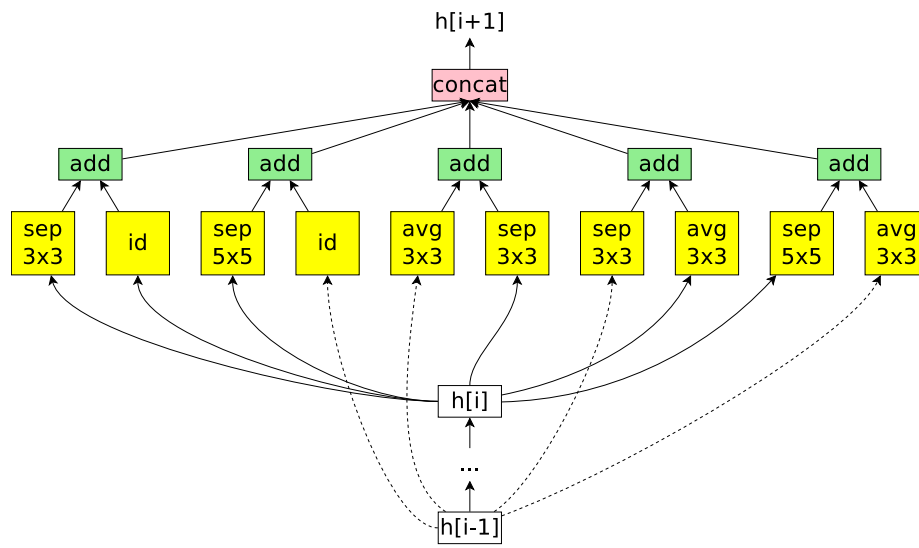 h[i+1]
concat
add add add add add
sep
3x3
id
sep
5x5
id
avg
3x3
sep
3x3
sep
3x3
avg
3x3
sep
5x5
avg
3x3
h[i]
...
h[i-1]